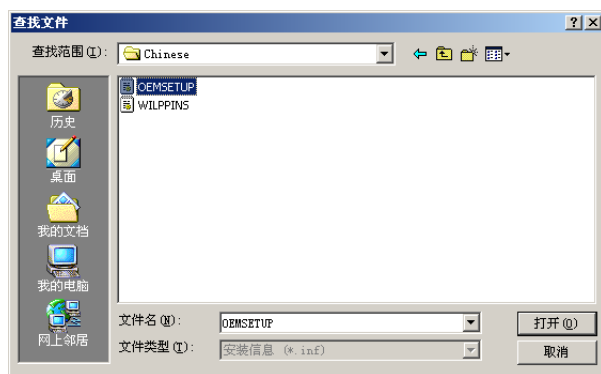 查找文件
查找范围(I): Chinese
OEMSETUP
WILPPINS
历史
桌面
我的文档
我的电脑
网上邻居
文件名(N): OEMSETUP 打开(O)
文件类型(T): 安装信息 (*.inf) 取消